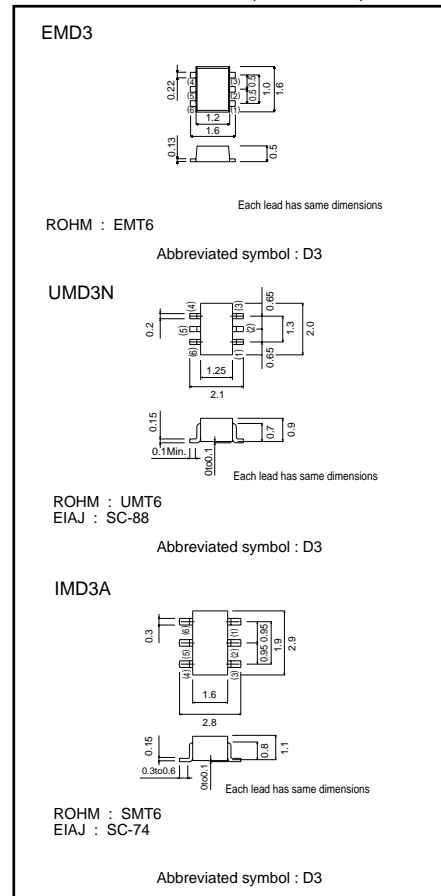 EMD3
0.22
(4)
(3)
0.5 0.5
1.0
1.6
(5)
(2)
(6)
(1)
1.2
1.6
0.13
0.5
Each lead has same dimensions
ROHM : EMT6
Abbreviated symbol : D3
UMD3N
0.2
(4)
(3)
0.65
1.3
2.0
(5)
(2)
(6)
(1)
0.65
1.25
2.1
0.15
0.1Min.
0to0.1
0.7
0.9
Each lead has same dimensions
ROHM : UMT6
EIAJ : SC-88
Abbreviated symbol : D3
IMD3A
0.3
(6)
(1)
0.95 0.95
1.9
2.9
(5)
(2)
(4)
(3)
1.6
2.8
0.15
0.3to0.6
0to0.1
0.8
1.1
Each lead has same dimensions
ROHM : SMT6
EIAJ : SC-74
Abbreviated symbol : D3